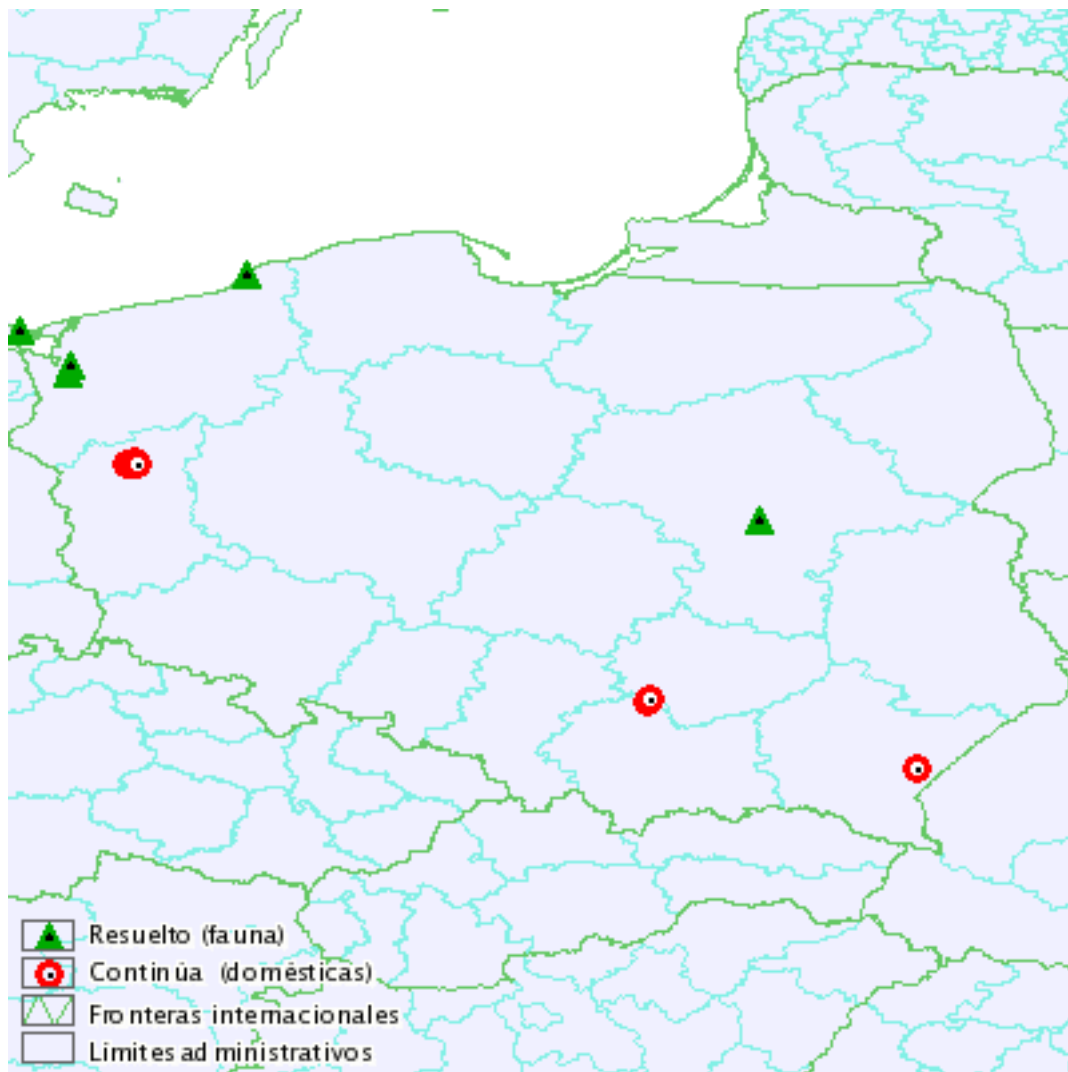 Resuelto (fauna)
Continúa (domésticas)
Fronteras internacionales
Límites administrativos